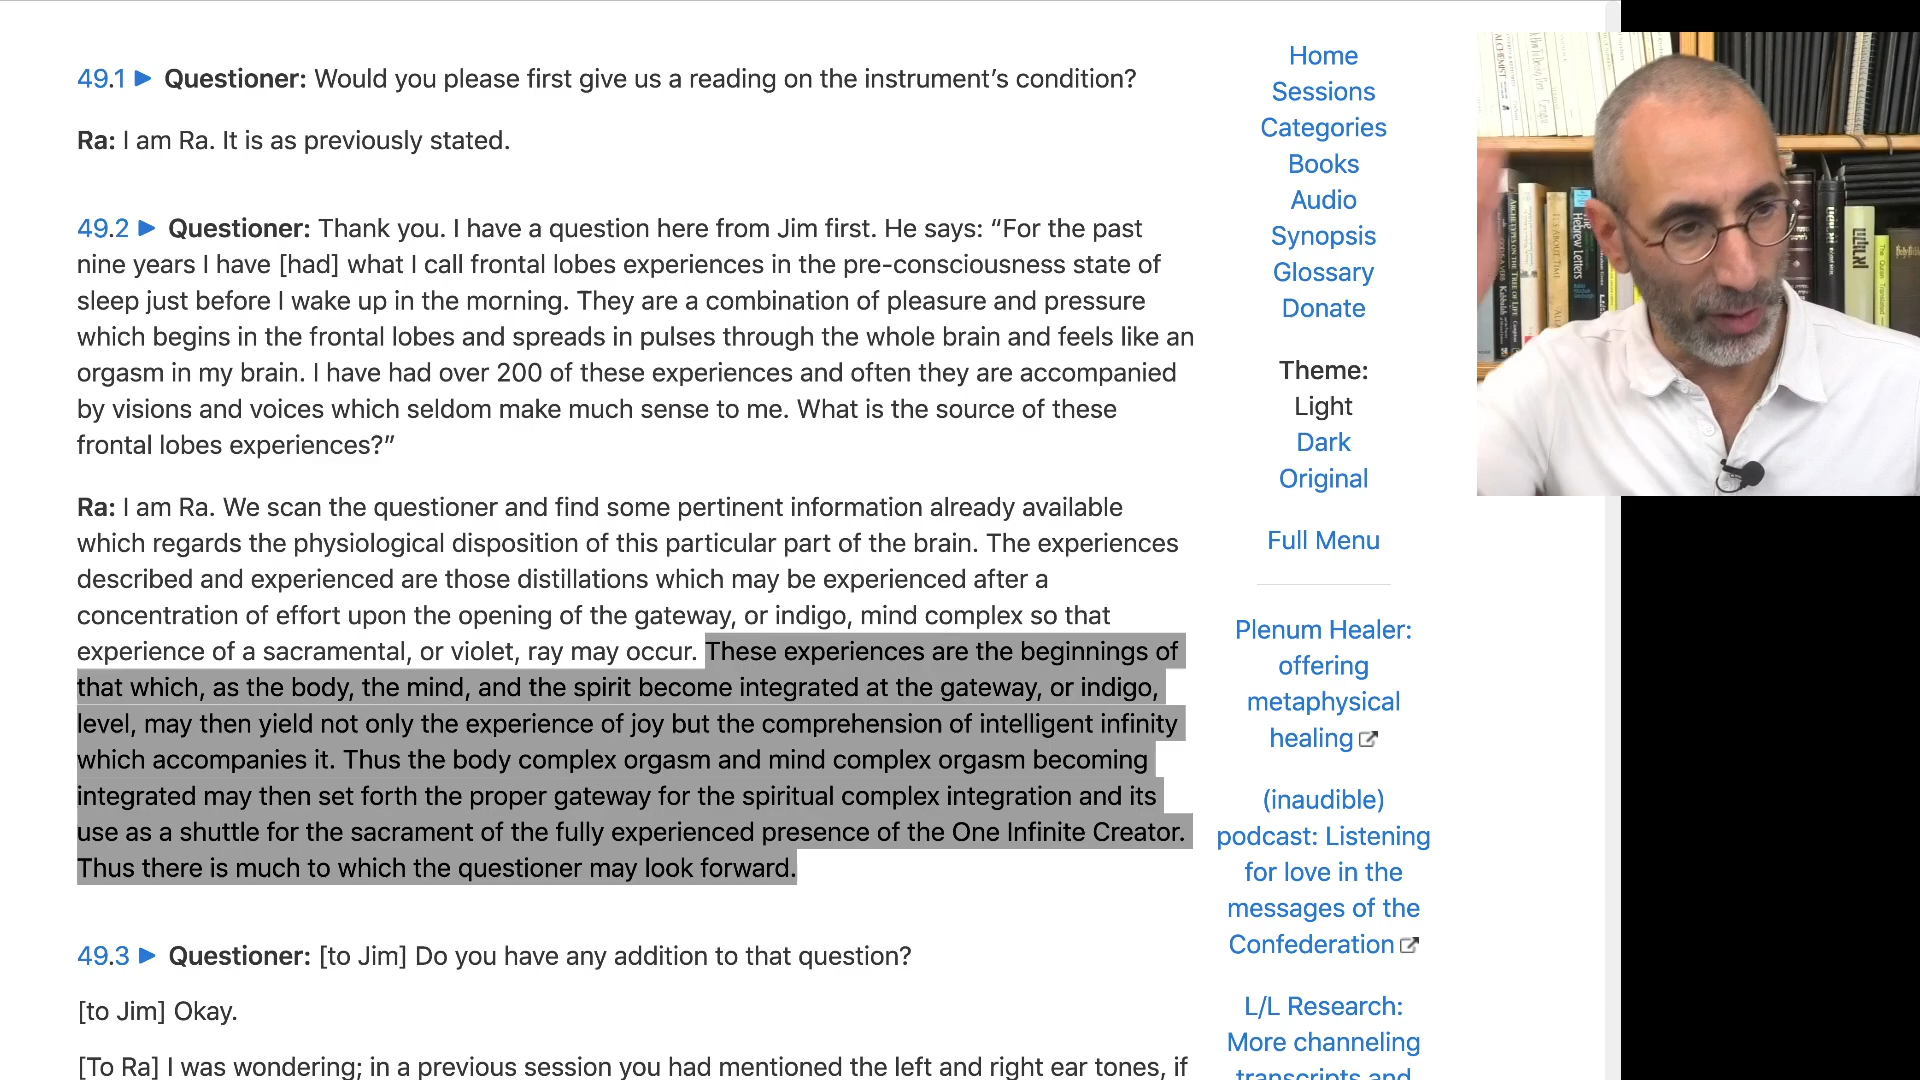 49.1 ▶ Questioner: Would you please first give us a reading on the instrument’s condition?
Ra: I am Ra. It is as previously stated.
49.2 ▶ Questioner: Thank you. I have a question here from Jim first. He says: “For the past
nine years I have [had] what I call frontal lobes experiences in the pre-consciousness state of
sleep just before I wake up in the morning. They are a combination of pleasure and pressure
which begins in the frontal lobes and spreads in pulses through the whole brain and feels like an
orgasm in my brain. I have had over 200 of these experiences and often they are accompanied
by visions and voices which seldom make much sense to me. What is the source of these
frontal lobes experiences?”
Ra: I am Ra. We scan the questioner and find some pertinent information already available
which regards the physiological disposition of this particular part of the brain. The experiences
described and experienced are those distillations which may be experienced after a
concentration of effort upon the opening of the gateway, or indigo, mind complex so that
experience of a sacramental, or violet, ray may occur. These experiences are the beginnings of
that which, as the body, the mind, and the spirit become integrated at the gateway, or indigo,
level, may then yield not only the experience of joy but the comprehension of intelligent infinity
which accompanies it. Thus the body complex orgasm and mind complex orgasm becoming
integrated may then set forth the proper gateway for the spiritual complex integration and its
use as a shuttle for the sacrament of the fully experienced presence of the One Infinite Creator.
Thus there is much to which the questioner may look forward.
49.3 ▶ Questioner: [to Jim] Do you have any addition to that question?
[to Jim] Okay.
[To Ra] I was wondering; in a previous session you had mentioned the left and right ear tones, if
Home
Sessions
Categories
Books
Audio
Synopsis
Glossary
Donate
Theme:
Light
Dark
Original
Full Menu
Plenum Healer:
offering
metaphysical
healing
(inaudible)
podcast: Listening
for love in the
messages of the
Confederation
L/L Research:
More channeling
transcripts and
ALCHEMIST
The Hebrew Letters